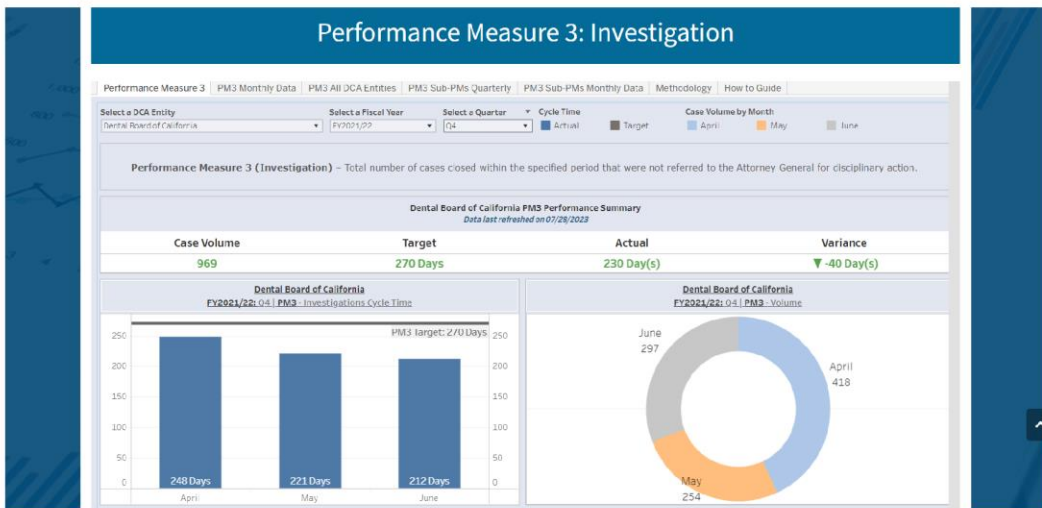 Performance Measure 3: Investigation
Performance Measure 3 PM3 Monthly Data PM3 All DCA Entities PM3 Sub-PMs Quarterly PM3 Sub-PMs Monthly Data Methodology How to Guide
Select a DCA Entity Select a Fiscal Year Select a Quarter Cycle Time Case Volume by Month
Dental Board of California FY2021/22 Q4 Actual Target April May June
Performance Measure 3 (Investigation) – Total number of cases closed within the specified period that were not referred to the Attorney General for disciplinary action.
Dental Board of California PM3 Performance Summary
Data last refreshed on 07/28/2023
Case Volume Target Actual Variance
969 270 Days 230 Day(s) ▼ -40 Day(s)
Dental Board of California
FY2021/22: Q4 | PM3 - Investigations Cycle Time
PM3 Target: 270 Days
250 250
200 200
150 150
100 100
50 50
0 0
248 Days 221 Days 212 Days
April May June
Dental Board of California
FY2021/22: Q4 | PM3 - Volume
June
297
April
418
May
254